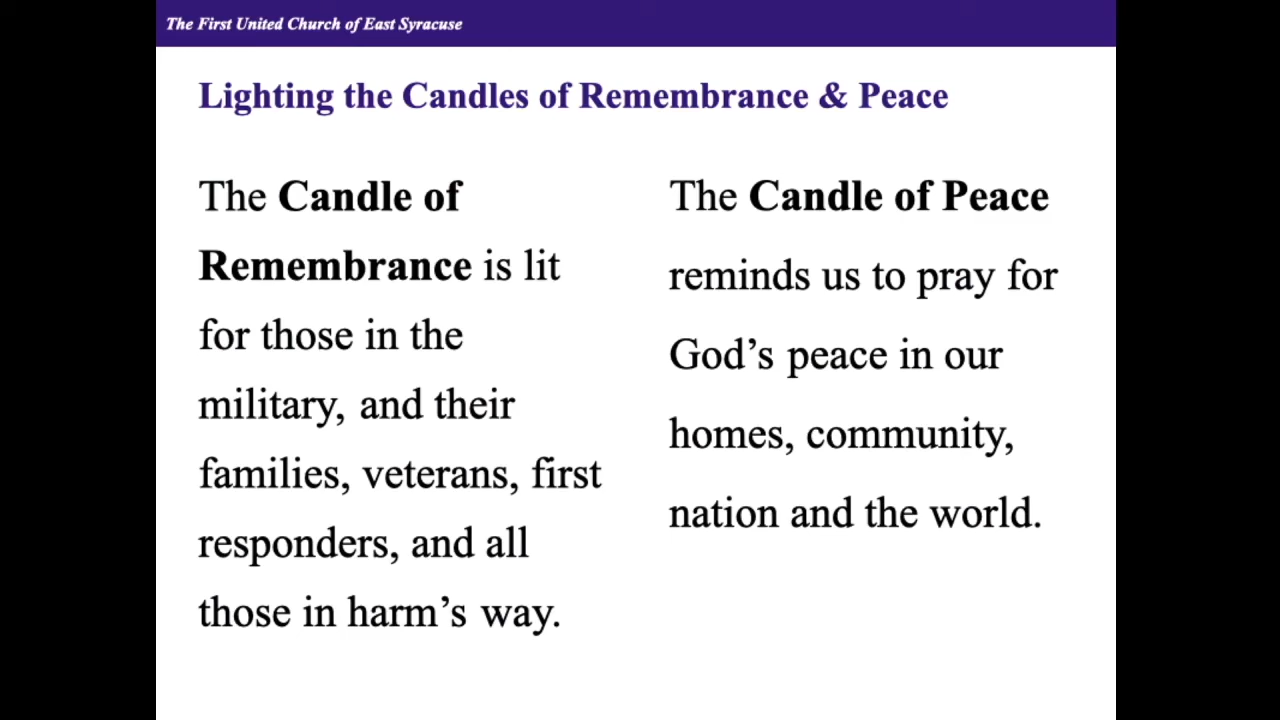 The First United Church of East Syracuse
Lighting the Candles of Remembrance & Peace
The Candle of
Remembrance is lit
for those in the
military, and their
families, veterans, first
responders, and all
those in harm’s way.
The Candle of Peace
reminds us to pray for
God’s peace in our
homes, community,
nation and the world.